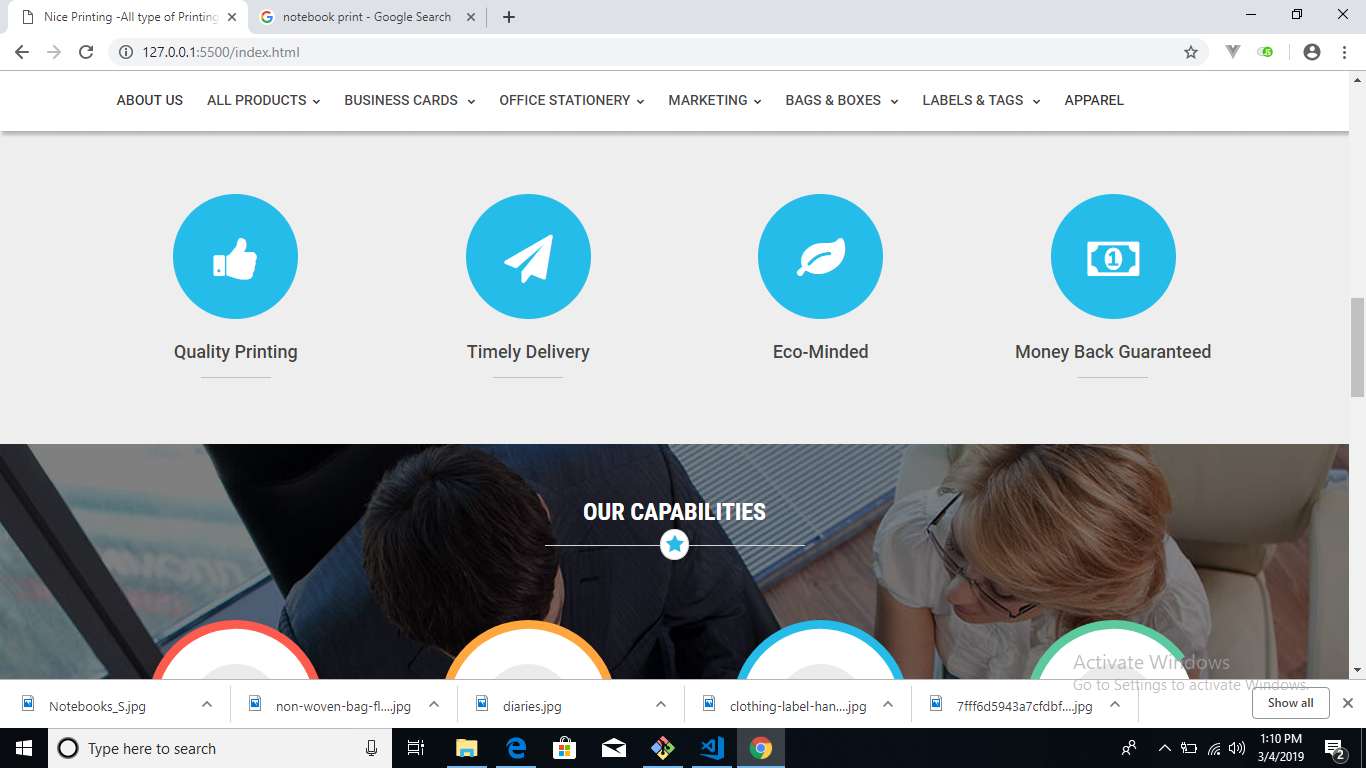 Nice Printing -All type of Printing
notebook print - Google Search
127.0.0.1:5500/index.html
ABOUT US ALL PRODUCTS BUSINESS CARDS OFFICE STATIONERY MARKETING BAGS & BOXES LABELS & TAGS APPAREL
1
Quality Printing Timely Delivery Eco-Minded Money Back Guaranteed
OUR CAPABILITIES
Activate Windows
Go to Settings to activate Windows.
Notebooks_S.jpg non-woven-bag-fl....jpg diaries.jpg clothing-label-han....jpg 7fff6d5943a7cfdbf....jpg Show all
Type here to search
1:10 PM
3/4/2019
2